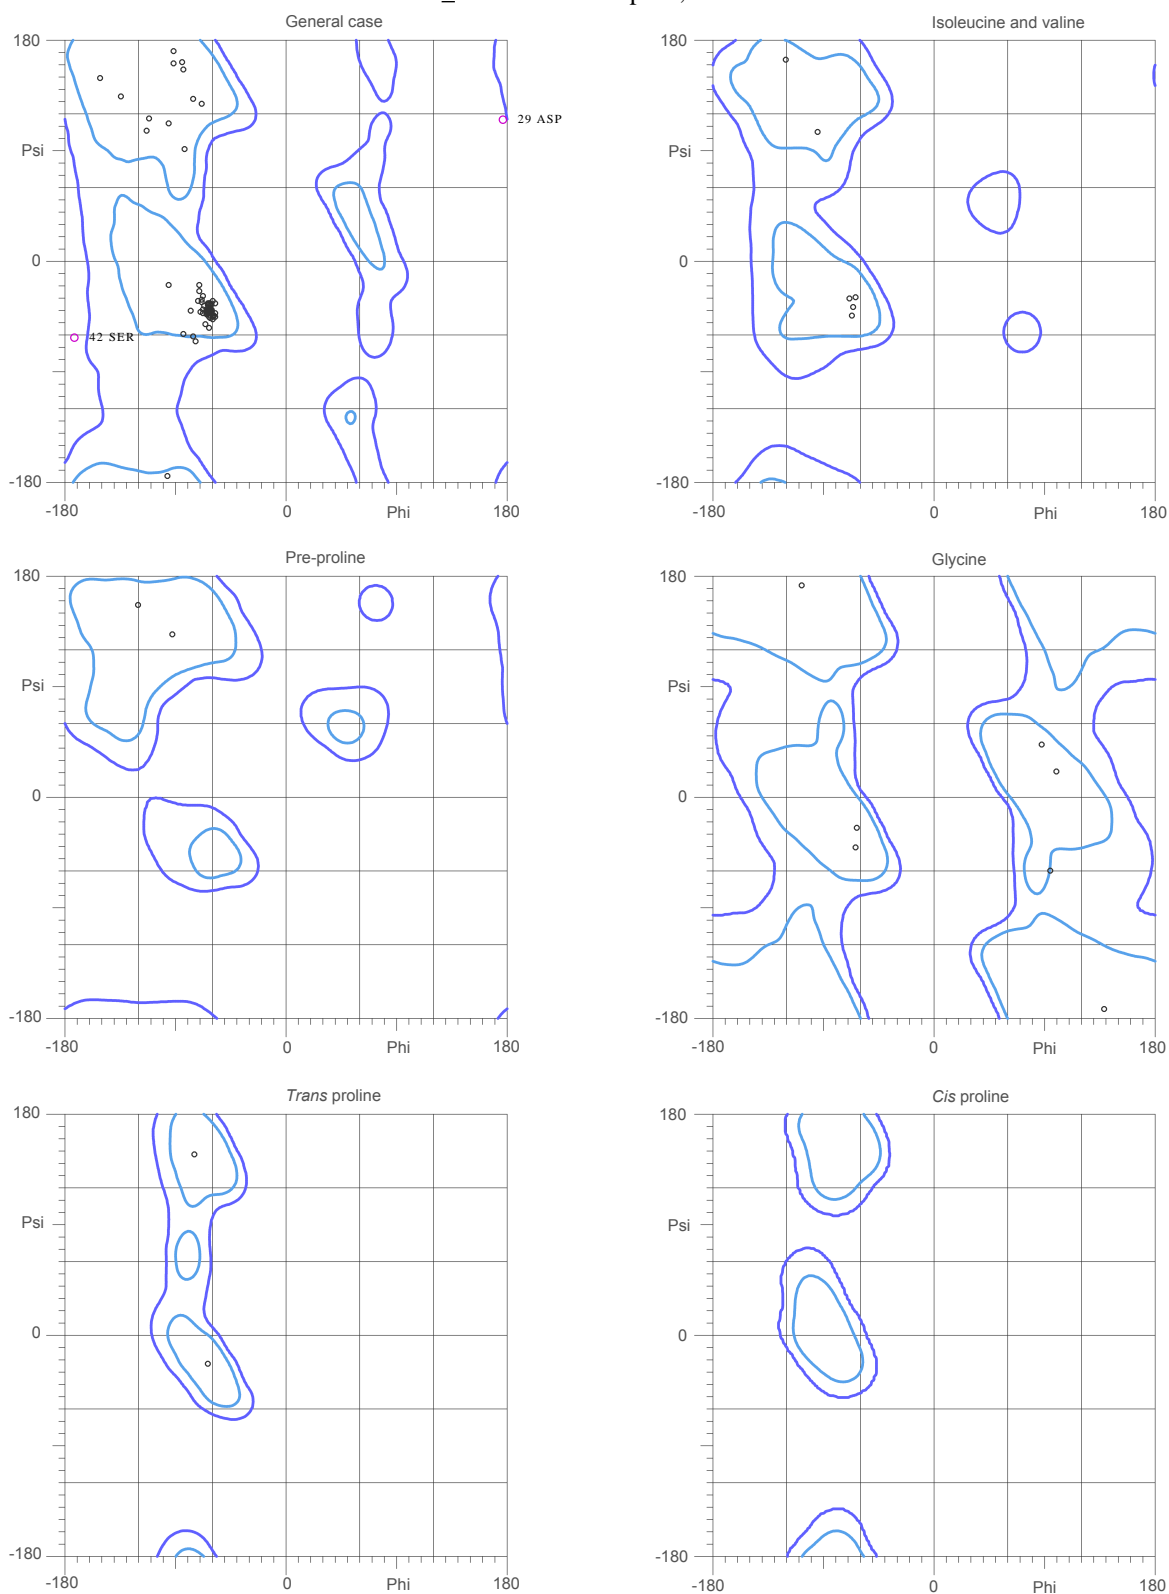 General case
Isoleucine and valine
180
180
29 ASP
Psi
Psi
0
0
42 SER
-180
-180
-180
0
Phi
180
-180
0
Phi
180
Pre-proline
Glycine
180
180
Psi
Psi
0
0
-180
-180
-180
0
Phi
180
-180
0
Phi
180
Trans proline
Cis proline
180
180
Psi
Psi
0
0
-180
-180
-180
0
Phi
180
-180
0
Phi
180